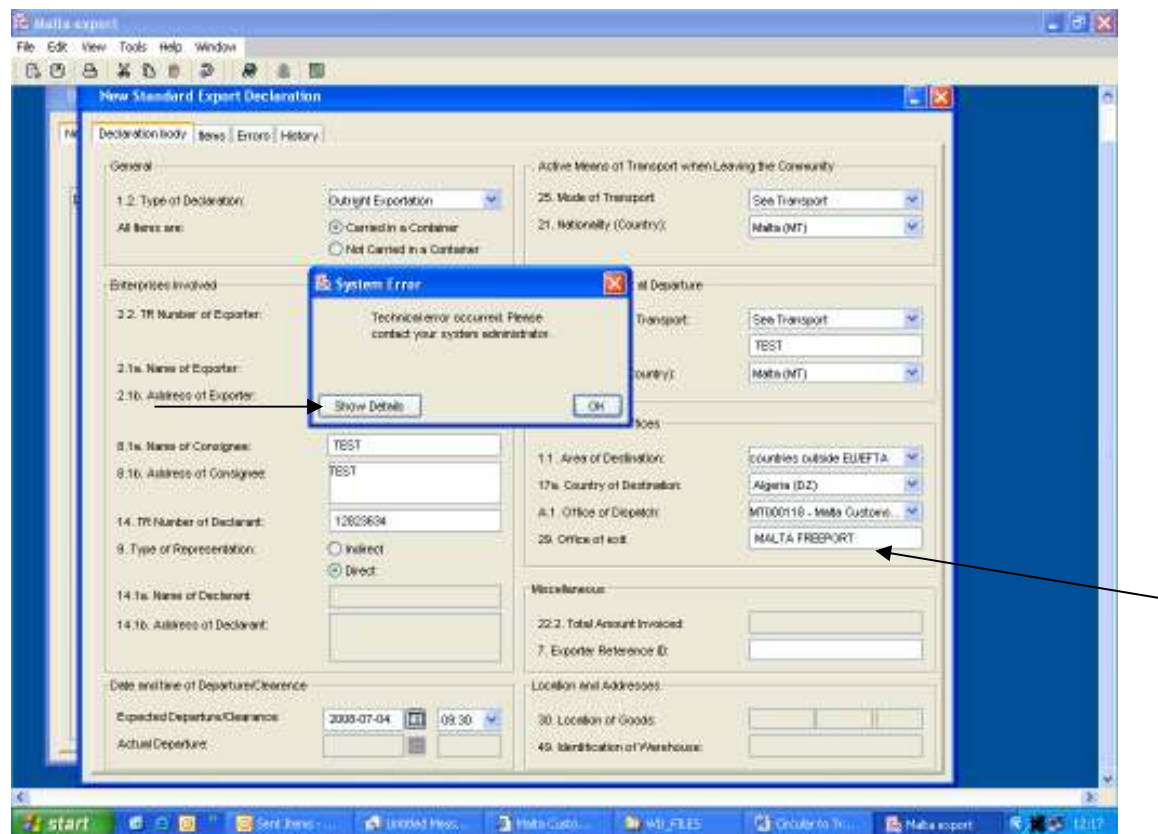 Malta export
File Edit View Tools Help Window
New Standard Export Declaration
Declaration body Items Errors History
General
1.2. Type of Declaration: Outright Exportation
All Items are: Carried in a Container
Not Carried in a Container
Active Means of Transport when Leaving the Community
25. Mode of Transport Sea Transport
21. Nationality (Country): Malta (MT)
Enterprises Involved
2.2. TR Number of Exporter:
2.1a. Name of Exporter:
2.1b. Address of Exporter:
System Error
Technical error occurred. Please
contact your system administrator.
Show Details OK
at Departure
Transport: Sea Transport
TEST
Country): Malta (MT)
8.1a. Name of Consignee: TEST
8.1b. Address of Consignee: TEST
14. TR Number of Declarant: 12823634
9. Type of Representation: Indirect
Direct
14.1a. Name of Declarant
14.1b. Address of Declarant:
fices
1.1. Area of Destination: countries outside EU/EFTA
17a. Country of Destination: Algeria (DZ)
A.1. Office of Dispatch: MT000118 - Malta Customs...
29. Office of exit: MALTA FREEPORT
Miscellaneous
22.2. Total Amount Invoiced:
7. Exporter Reference ID:
Date and time of Departure/Clearence
Expected Departure/Clearance: 2008-07-04 09:30
Actual Departure:
Location and Addresses
30. Location of Goods:
49. Identification of Warehouse:
start Sent Items - ... Untitled Mess... Malta Custo... WD_FILES Circular to Tr... Malta export 12:17